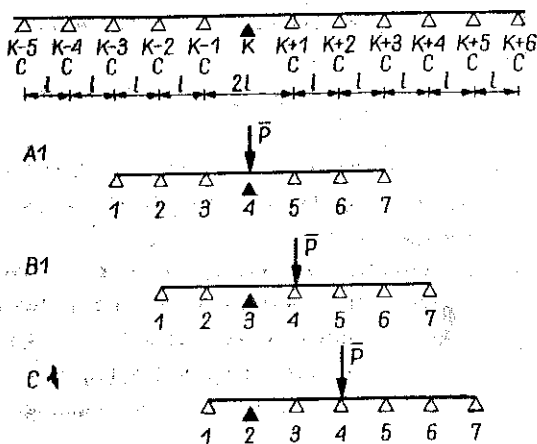 K-5 K-4 K-3 K-2 K-1 K K+1 K+2 K+3 K+4 K+5 K+6
C C C C C C C C C C C
l l l l 2l l l l l l
P̅
A1
1 2 3 4 5 6 7
P̅
B1
1 2 3 4 5 6 7
P̅
C1
1 2 3 4 5 6 7